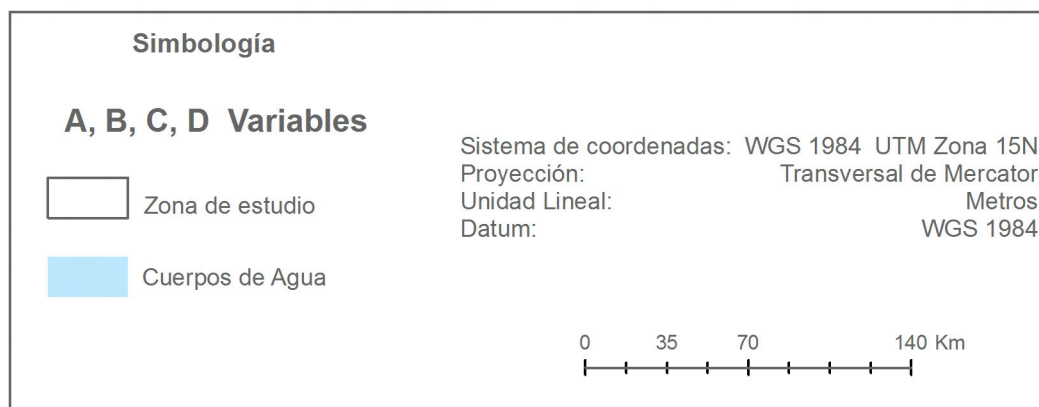 Simbología
A, B, C, D Variables
Zona de estudio
Cuerpos de Agua
Sistema de coordenadas: WGS 1984 UTM Zona 15N
Proyección: Transversal de Mercator
Unidad Lineal: Metros
Datum: WGS 1984
0 35 70 140 Km